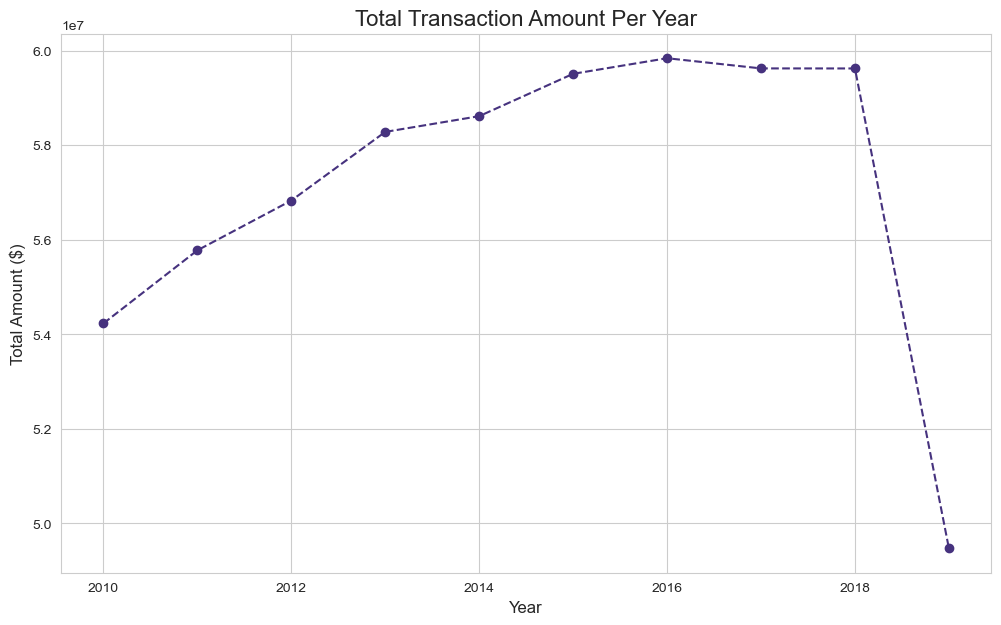 Total Transaction Amount Per Year
1e7
6.0
5.8
5.6
5.4
5.2
5.0
Total Amount ($)
2010 2012 2014 2016 2018
Year